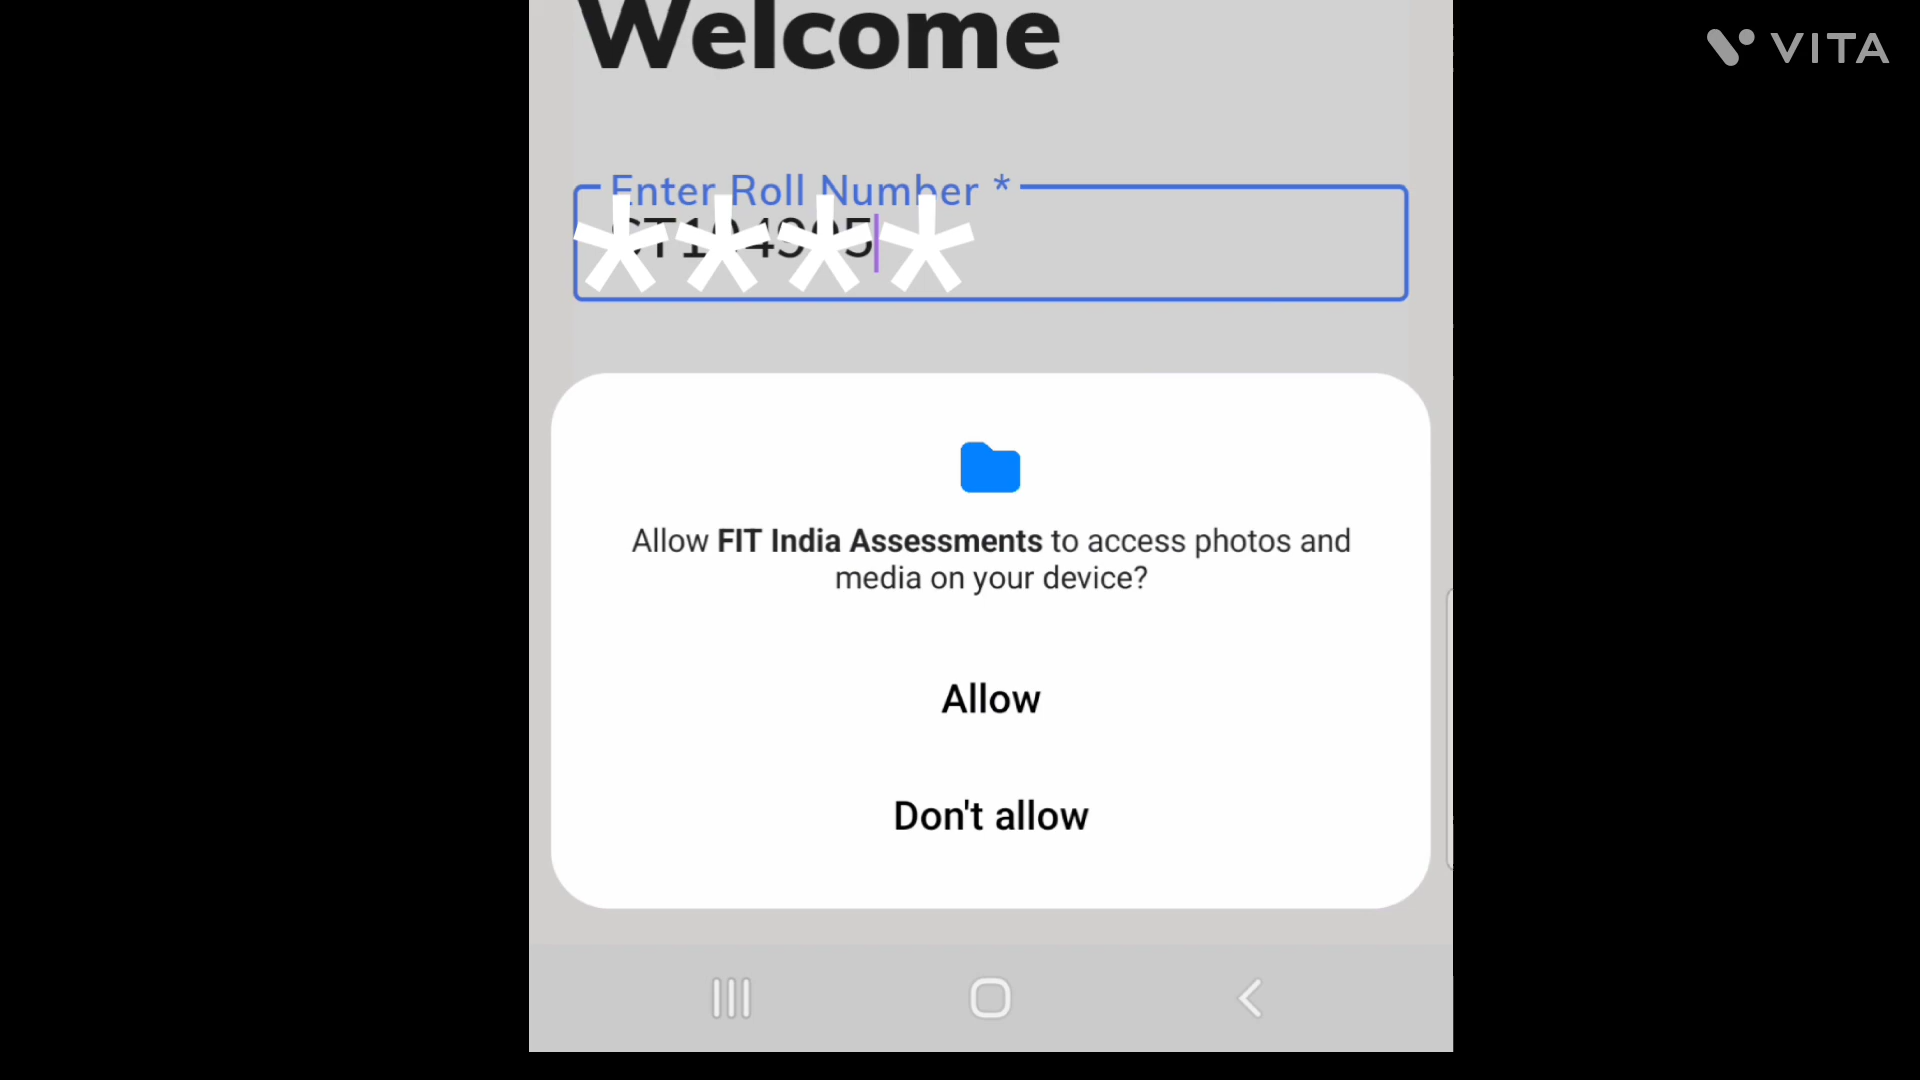 Welcome
VITA
Enter Roll Number *
****
Allow FIT India Assessments to access photos and
media on your device?
Allow
Don't allow